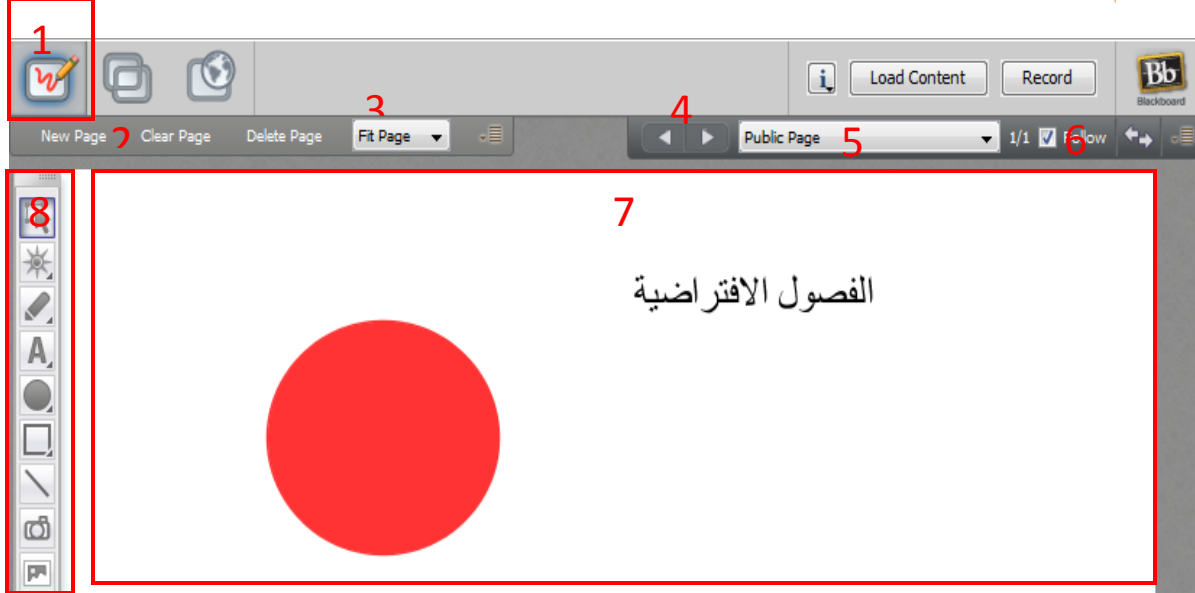 1
i Load Content Record Bb
Blackboard
3 4
New Page 2 Clear Page Delete Page Fit Page Public Page 5 1/1 Follow 6
8 7
A
الفصول الافتراضية